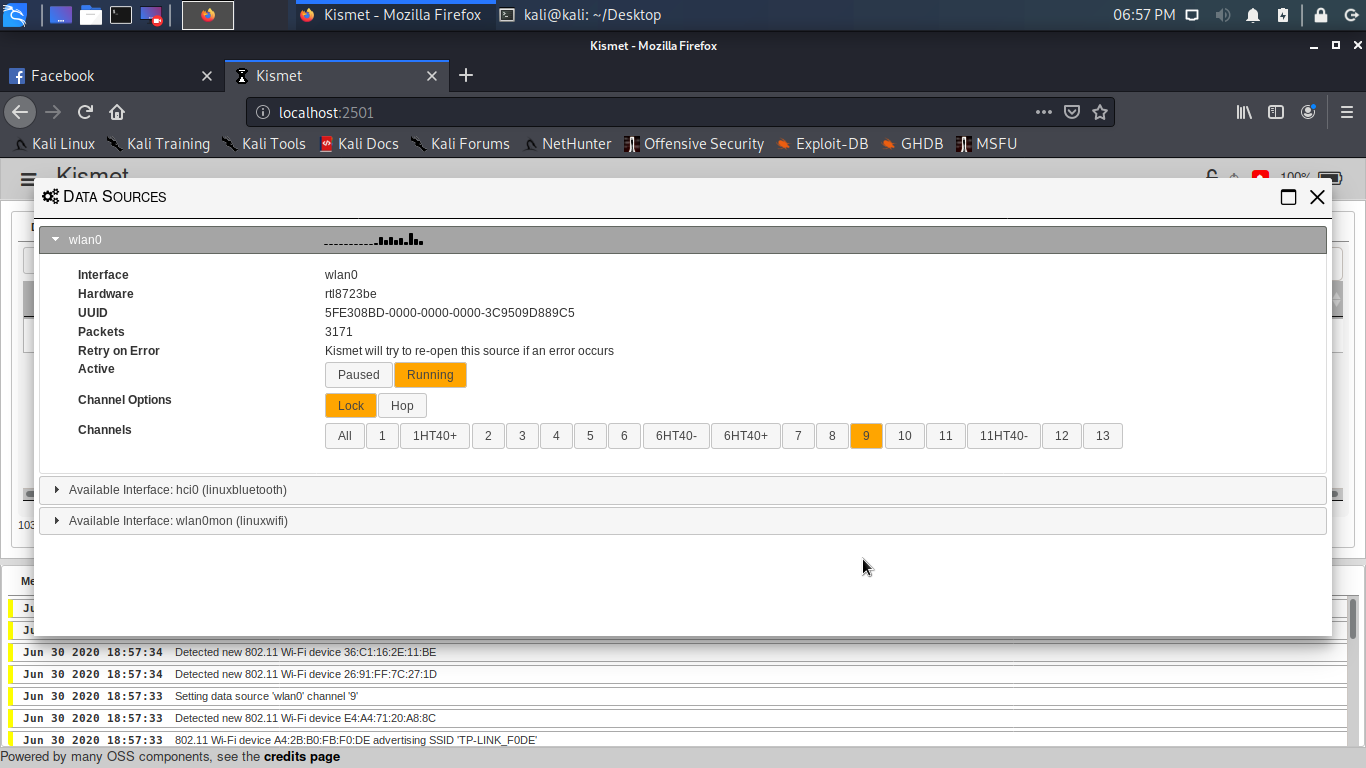 Kismet - Mozilla Firefox
kali@kali: ~/Desktop
06:57 PM
Kismet - Mozilla Firefox
Facebook
Kismet
localhost:2501
Kali Linux Kali Training Kali Tools Kali Docs Kali Forums NetHunter Offensive Security Exploit-DB GHDB MSFU
Kismet
100%
DATA SOURCES
wlan0
Interface wlan0
Hardware rtl8723be
UUID 5FE308BD-0000-0000-0000-3C9509D889C5
Packets 3171
Retry on Error Kismet will try to re-open this source if an error occurs
Active Paused Running
Channel Options Lock Hop
Channels All 1 1HT40+ 2 3 4 5 6 6HT40- 6HT40+ 7 8 9 10 11 11HT40- 12 13
Available Interface: hci0 (linuxbluetooth)
Available Interface: wlan0mon (linuxwifi)
103
Me
Ju
Ju
Jun 30 2020 18:57:34 Detected new 802.11 Wi-Fi device 36:C1:16:2E:11:BE
Jun 30 2020 18:57:34 Detected new 802.11 Wi-Fi device 26:91:FF:7C:27:1D
Jun 30 2020 18:57:33 Setting data source 'wlan0' channel '9'
Jun 30 2020 18:57:33 Detected new 802.11 Wi-Fi device E4:A4:71:20:A8:8C
Jun 30 2020 18:57:33 802.11 Wi-Fi device A4:2B:B0:FB:F0:DE advertising SSID 'TP-LINK_F0DE'
Powered by many OSS components, see the credits page